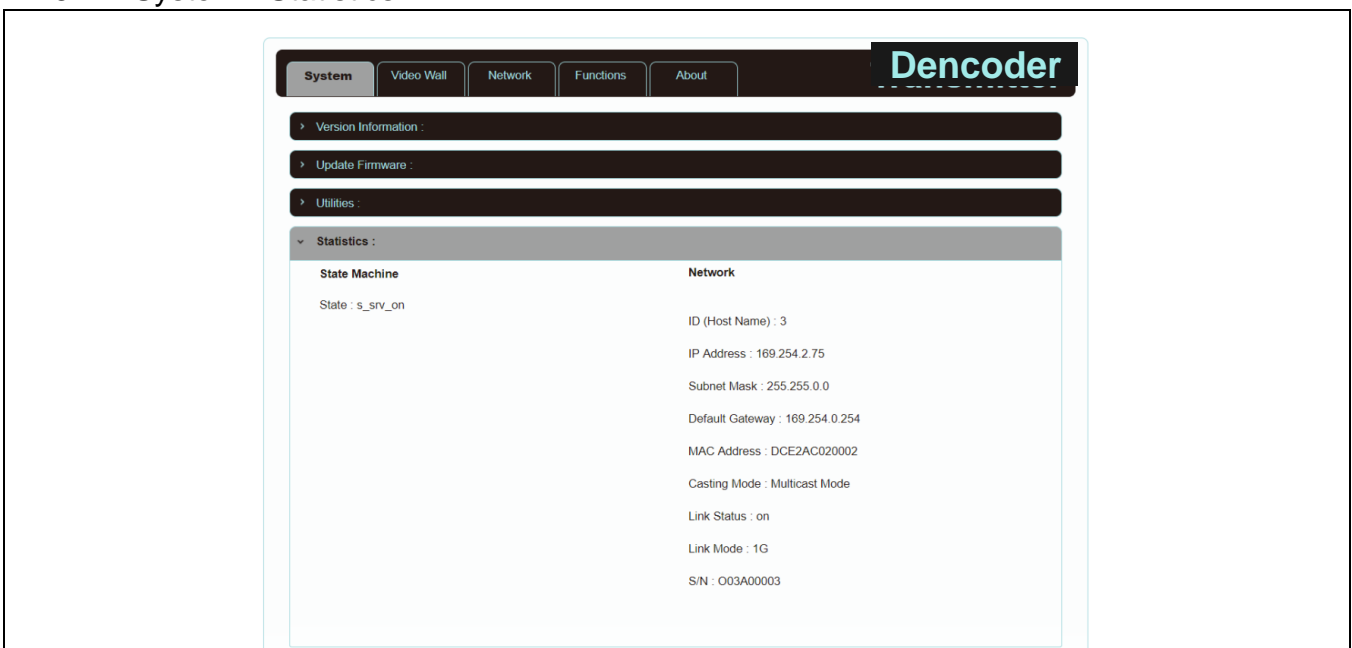 System
Video Wall
Network
Functions
About
Dencoder
Version Information :
Update Firmware :
Utilities :
Statistics :
State Machine
Network
State : s_srv_on
ID (Host Name) : 3
IP Address : 169.254.2.75
Subnet Mask : 255.255.0.0
Default Gateway : 169.254.0.254
MAC Address : DCE2AC020002
Casting Mode : Multicast Mode
Link Status : on
Link Mode : 1G
S/N : O03A00003